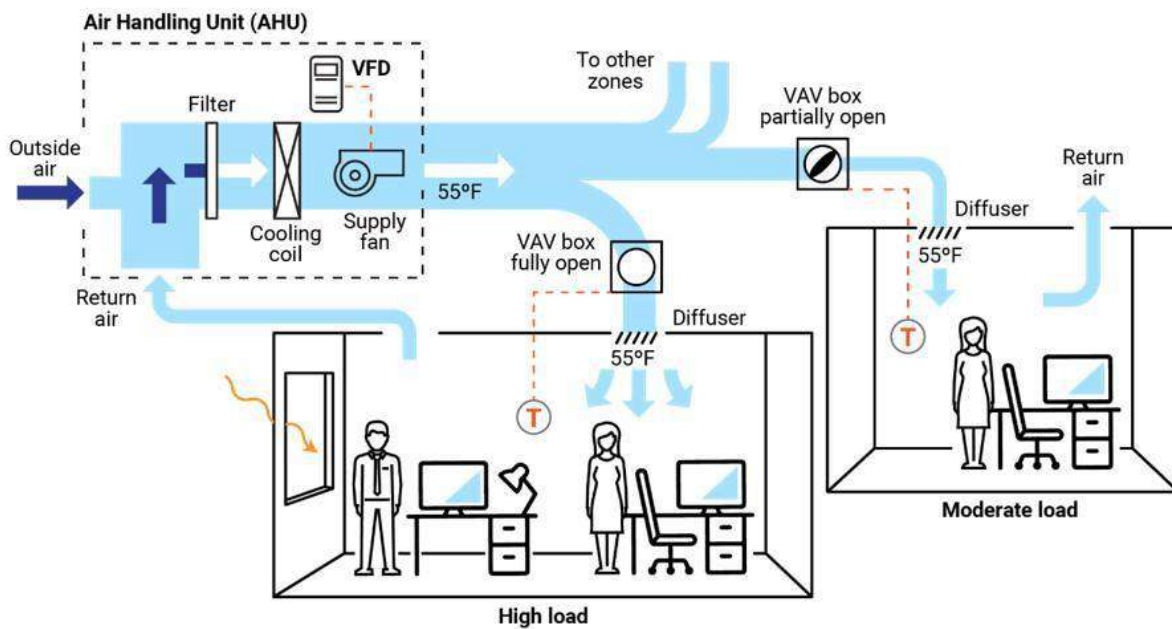 Air Handling Unit (AHU)
VFD
Filter
Outside
air
Cooling
coil
Supply
fan
55ºF
To other
zones
VAV box
partially open
Return
air
Diffuser
55ºF
T
Moderate load
VAV box
fully open
Return
air
Diffuser
55ºF
T
High load